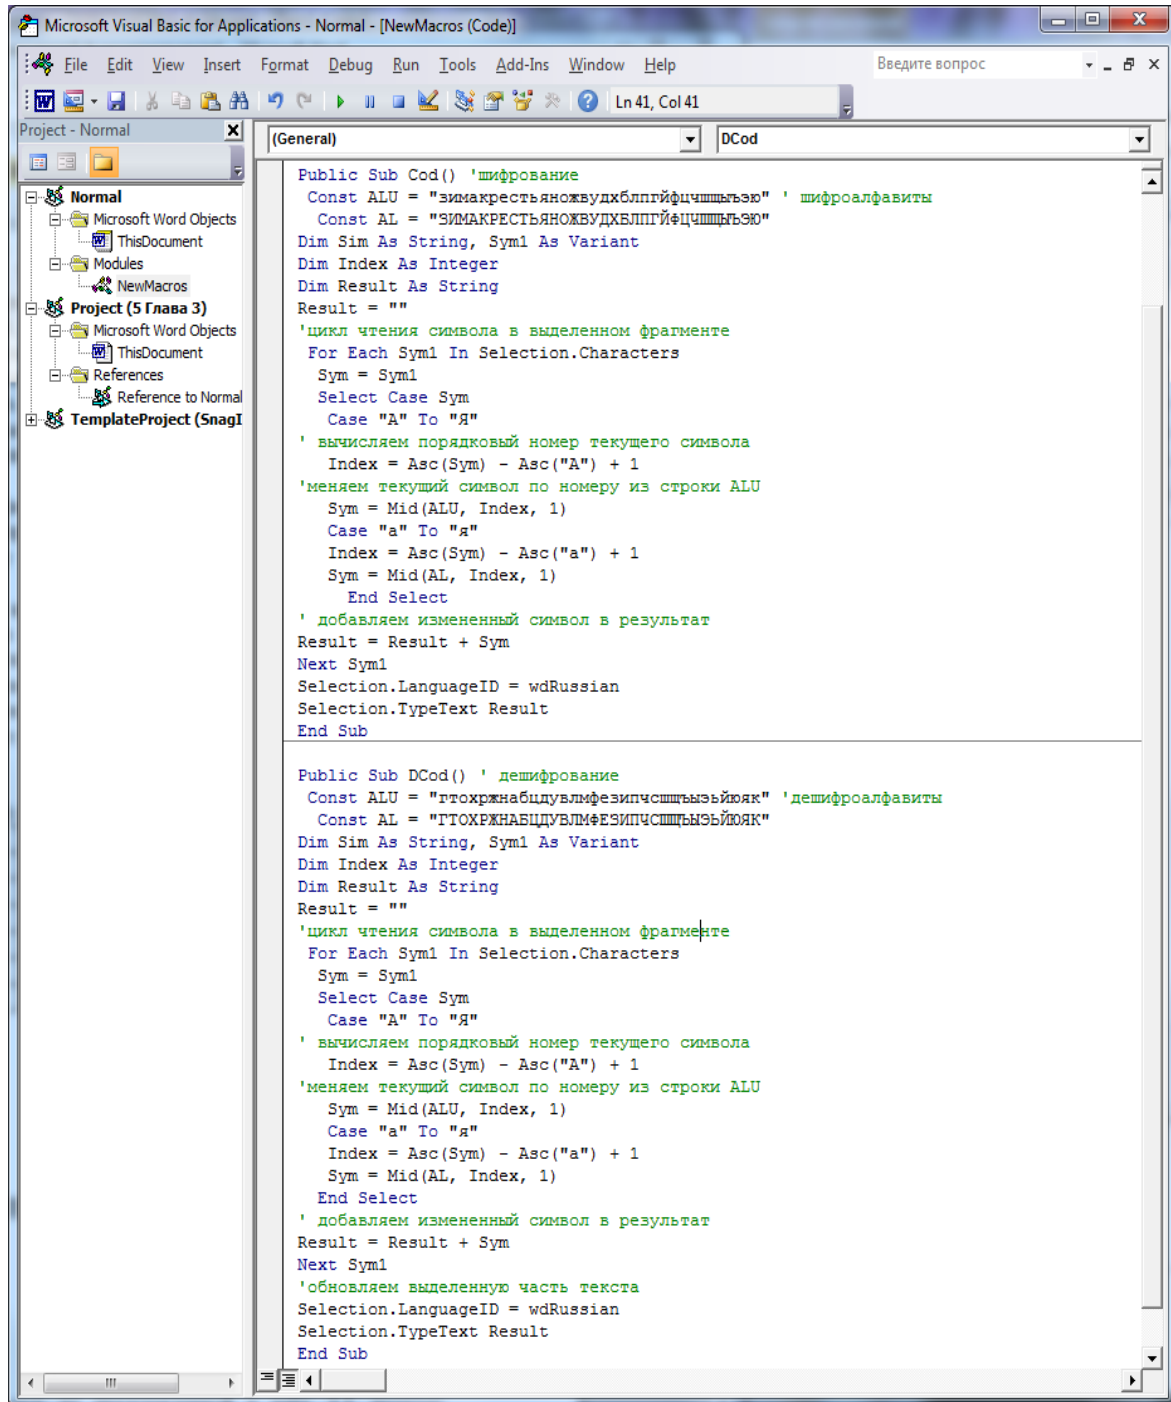 Microsoft Visual Basic for Applications - Normal - [NewMacros (Code)]
File Edit View Insert Format Debug Run Tools Add-Ins Window Help Введите вопрос
Ln 41, Col 41
Project - Normal
(General) DCod
Normal
Microsoft Word Objects
ThisDocument
Modules
NewMacros
Project (5 Глава 3)
Microsoft Word Objects
ThisDocument
References
Reference to Normal
TemplateProject (SnagI
Public Sub Cod() 'шифрование
Const ALU = "зимакрестьяножвудхблпгйфцчшщыъэю" ' шифроалфавиты
Const AL = "ЗИМАКРЕСТЬЯНОЖВУДХБЛПГЙФЦЧШЩЫЪЭЮ"
Dim Sim As String, Sym1 As Variant
Dim Index As Integer
Dim Result As String
Result = ""
'цикл чтения символа в выделенном фрагменте
For Each Sym1 In Selection.Characters
Sym = Sym1
Select Case Sym
Case "А" To "Я"
' вычисляем порядковый номер текущего символа
Index = Asc(Sym) - Asc("А") + 1
'меняем текущий символ по номеру из строки ALU
Sym = Mid(ALU, Index, 1)
Case "а" To "я"
Index = Asc(Sym) - Asc("а") + 1
Sym = Mid(AL, Index, 1)
End Select
' добавляем измененный символ в результат
Result = Result + Sym
Next Sym1
Selection.LanguageID = wdRussian
Selection.TypeText Result
End Sub
Public Sub DCod() ' дешифрование
Const ALU = "гтохржнабцдувлмфезипчсшщъыэьйюяк" 'дешифроалфавиты
Const AL = "ГТОХРЖНАБЦДУВЛМФЕЗИПЧСШЩЪЫЭЬЙЮЯК"
Dim Sim As String, Sym1 As Variant
Dim Index As Integer
Dim Result As String
Result = ""
'цикл чтения символа в выделенном фрагменте
For Each Sym1 In Selection.Characters
Sym = Sym1
Select Case Sym
Case "А" To "Я"
' вычисляем порядковый номер текущего символа
Index = Asc(Sym) - Asc("А") + 1
'меняем текущий символ по номеру из строки ALU
Sym = Mid(ALU, Index, 1)
Case "а" To "я"
Index = Asc(Sym) - Asc("а") + 1
Sym = Mid(AL, Index, 1)
End Select
' добавляем измененный символ в результат
Result = Result + Sym
Next Sym1
'обновляем выделенную часть текста
Selection.LanguageID = wdRussian
Selection.TypeText Result
End Sub